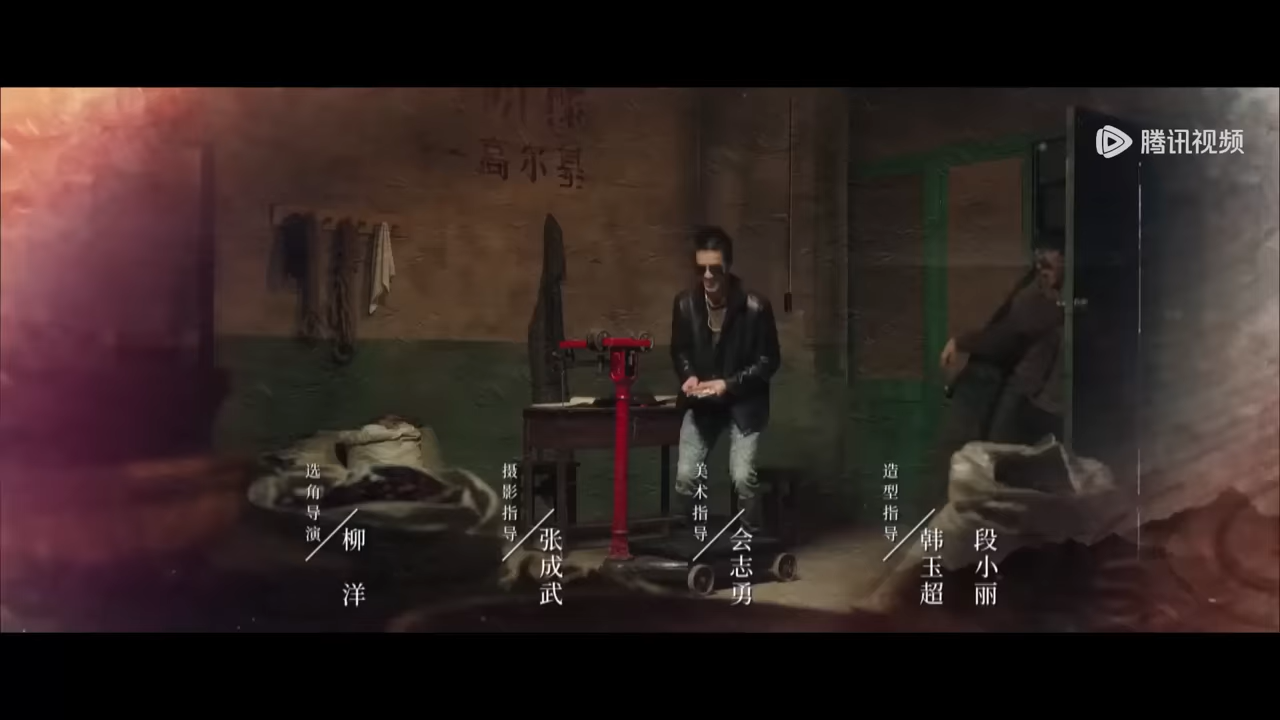 高尔基
腾讯视频
选角导演
柳洋
摄影指导
张成武
美术指导
会志勇
造型指导
韩玉超
段小丽